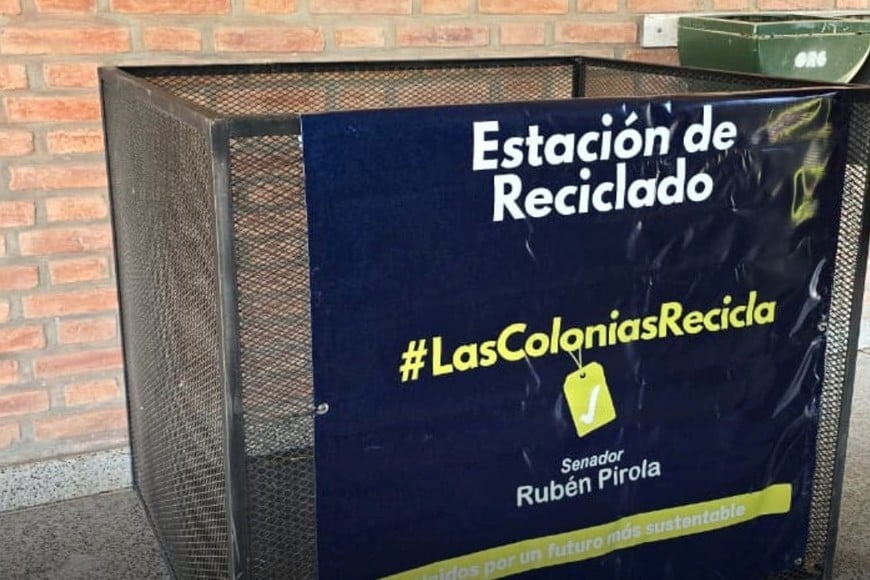 ORG
Estación de
Reciclado
#LasColoniasRecicla
Senador
Rubén Pirola
por un futuro más sustentable